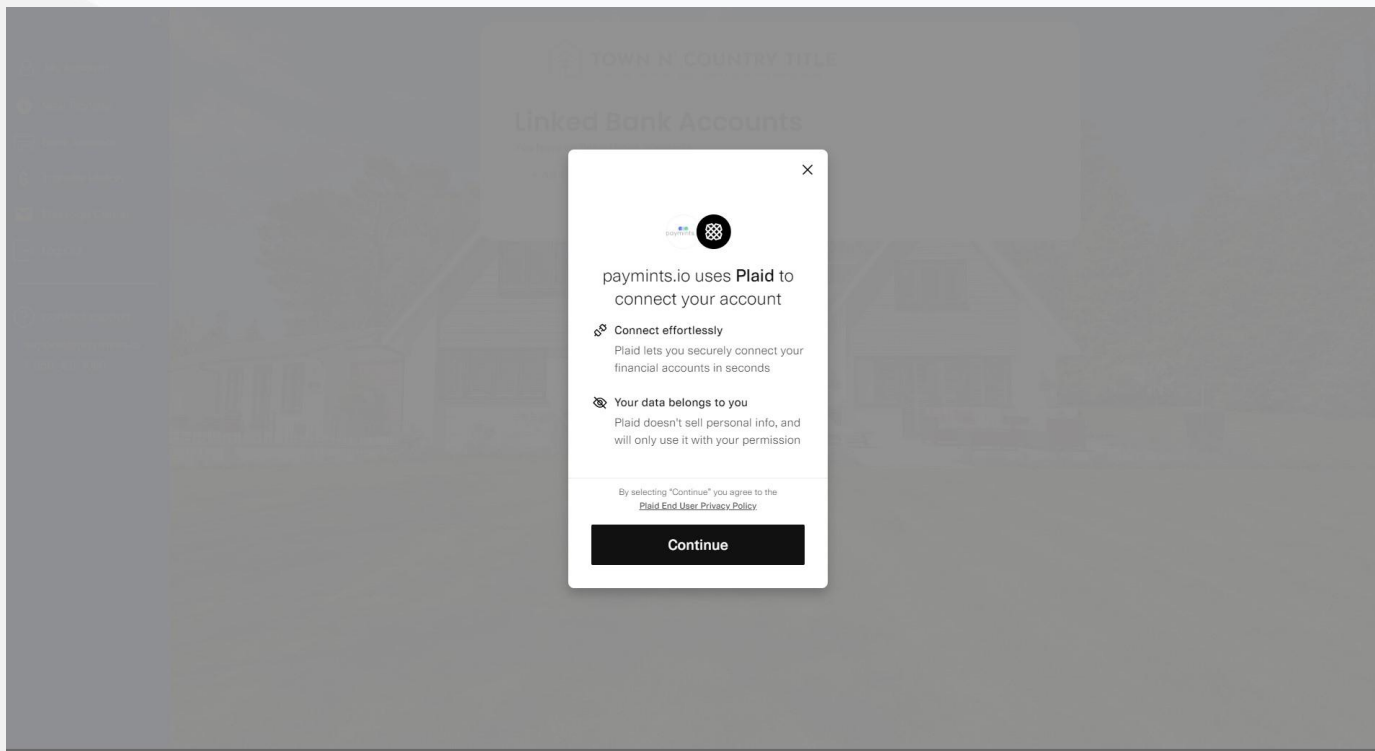 TOWN N COUNTRY TITLE
Linked Bank Accounts
paymints
paymints.io uses Plaid to
connect your account
Connect effortlessly
Plaid lets you securely connect your
financial accounts in seconds
Your data belongs to you
Plaid doesn't sell personal info, and
will only use it with your permission
By selecting "Continue" you agree to the
Plaid End User Privacy Policy
Continue